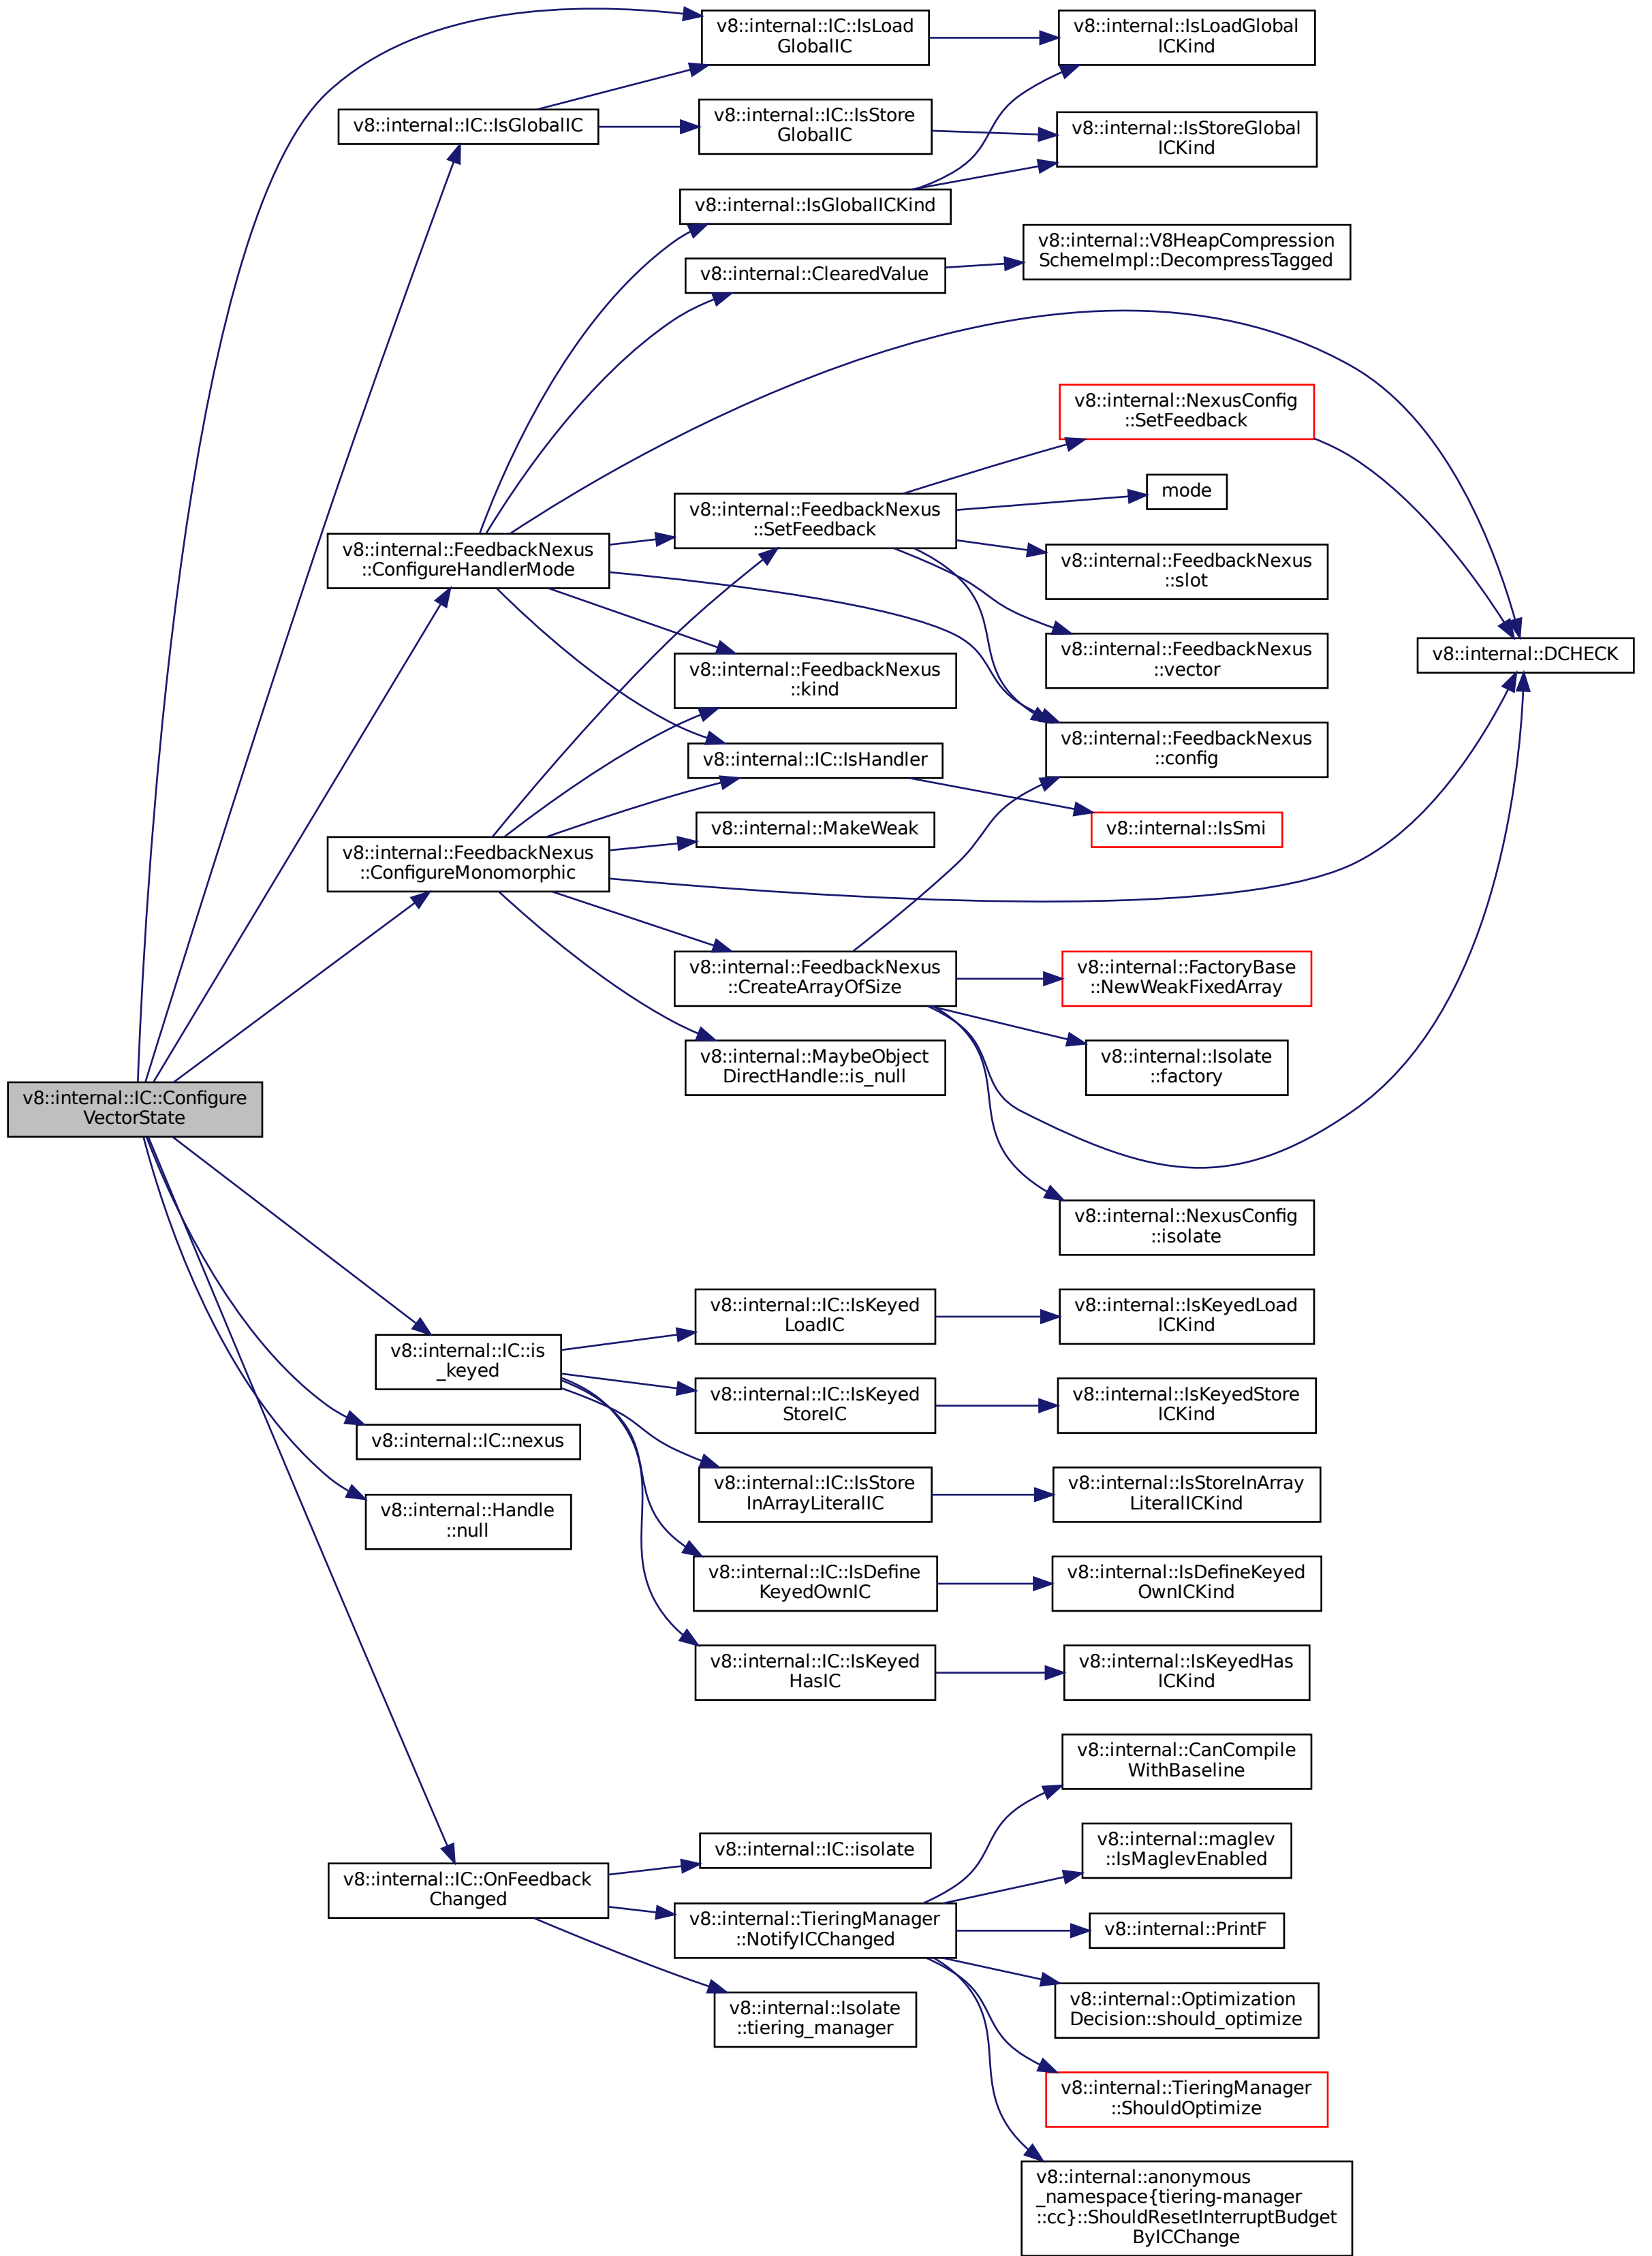 v8::internal::IC::Configure
VectorState
v8::internal::IC::IsGlobalIC
v8::internal::FeedbackNexus
::ConfigureHandlerMode
v8::internal::FeedbackNexus
::ConfigureMonomorphic
v8::internal::IC::is
_keyed
v8::internal::IC::nexus
v8::internal::Handle
::null
v8::internal::IC::OnFeedback
Changed
v8::internal::IC::IsLoad
GlobalIC
v8::internal::IC::IsStore
GlobalIC
v8::internal::IsGlobalICKind
v8::internal::ClearedValue
v8::internal::FeedbackNexus
::SetFeedback
v8::internal::FeedbackNexus
::kind
v8::internal::IC::IsHandler
v8::internal::MakeWeak
v8::internal::FeedbackNexus
::CreateArrayOfSize
v8::internal::MaybeObject
DirectHandle::is_null
v8::internal::IC::IsKeyed
LoadIC
v8::internal::IC::IsKeyed
StoreIC
v8::internal::IC::IsStore
InArrayLiteralIC
v8::internal::IC::IsDefine
KeyedOwnIC
v8::internal::IC::IsKeyed
HasIC
v8::internal::IC::isolate
v8::internal::TieringManager
::NotifyICChanged
v8::internal::Isolate
::tiering_manager
v8::internal::IsLoadGlobal
ICKind
v8::internal::IsStoreGlobal
ICKind
v8::internal::V8HeapCompression
SchemeImpl::DecompressTagged
v8::internal::NexusConfig
::SetFeedback
mode
v8::internal::FeedbackNexus
::slot
v8::internal::FeedbackNexus
::vector
v8::internal::FeedbackNexus
::config
v8::internal::IsSmi
v8::internal::FactoryBase
::NewWeakFixedArray
v8::internal::Isolate
::factory
v8::internal::NexusConfig
::isolate
v8::internal::IsKeyedLoad
ICKind
v8::internal::IsKeyedStore
ICKind
v8::internal::IsStoreInArray
LiteralICKind
v8::internal::IsDefineKeyed
OwnICKind
v8::internal::IsKeyedHas
ICKind
v8::internal::CanCompile
WithBaseline
v8::internal::maglev
::IsMaglevEnabled
v8::internal::PrintF
v8::internal::Optimization
Decision::should_optimize
v8::internal::TieringManager
::ShouldOptimize
v8::internal::anonymous
_namespace{tiering-manager
::cc}::ShouldResetInterruptBudget
ByICChange
v8::internal::DCHECK